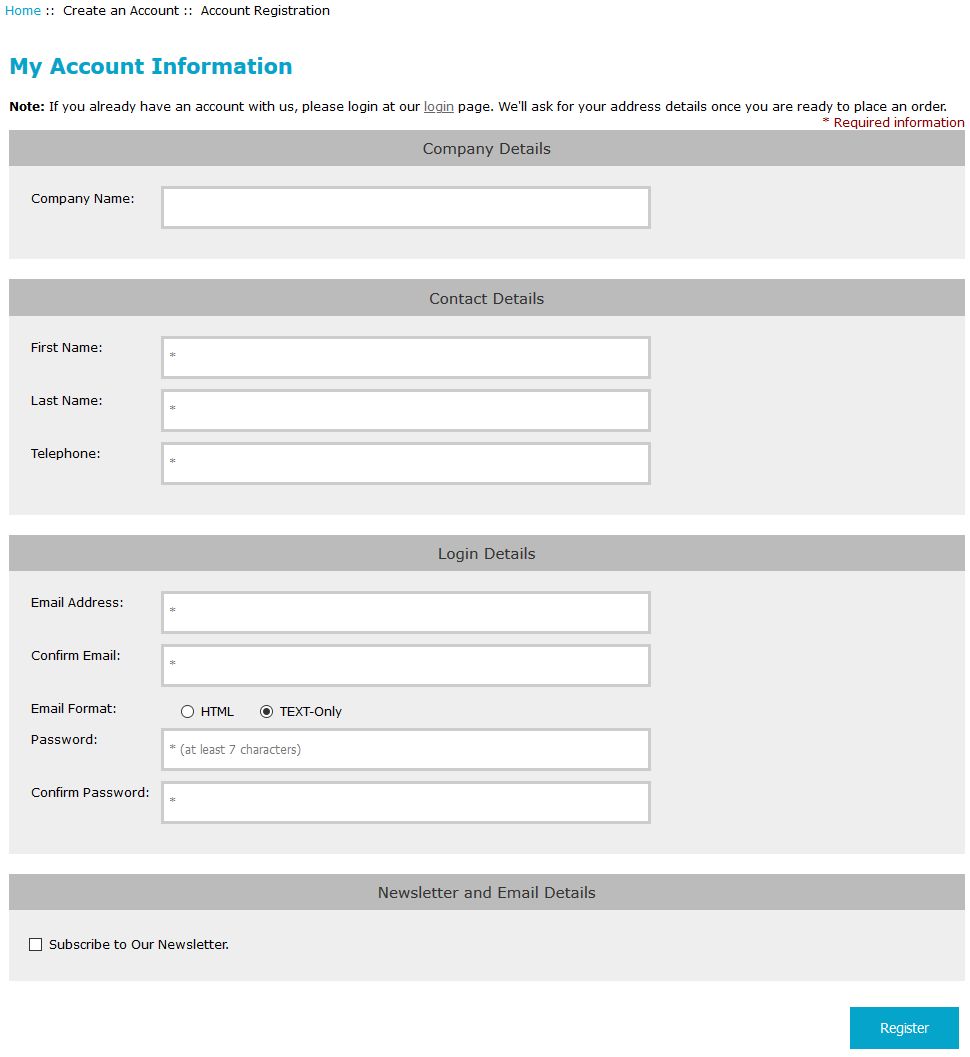 Home :: Create an Account :: Account Registration
My Account Information
Note: If you already have an account with us, please login at our login page. We'll ask for your address details once you are ready to place an order.
* Required information
Company Details
Company Name:
Contact Details
First Name: *
Last Name: *
Telephone: *
Login Details
Email Address: *
Confirm Email: *
Email Format: HTML TEXT-Only
Password: * (at least 7 characters)
Confirm Password: *
Newsletter and Email Details
Subscribe to Our Newsletter.
Register